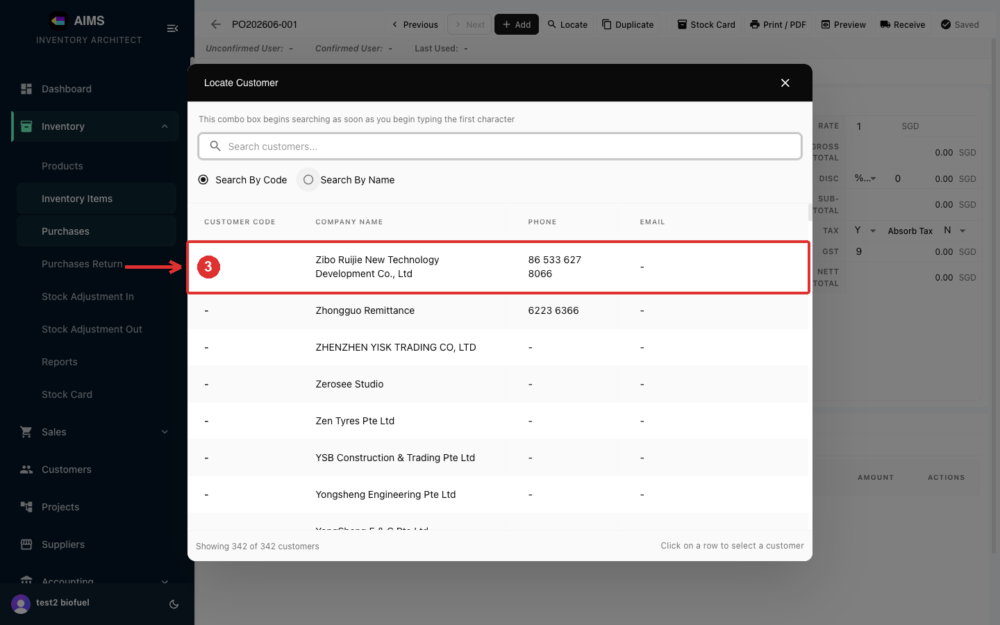 AIMS
INVENTORY ARCHITECT
Dashboard
Inventory
Products
Inventory Items
Purchases
Purchases Return
Stock Adjustment In
Stock Adjustment Out
Reports
Stock Card
Sales
Customers
Projects
Suppliers
Accounting
test2 biofuel
PO202606-001
Previous
Next
Add
Locate
Duplicate
Stock Card
Print / PDF
Preview
Receive
Saved
Unconfirmed User: -
Confirmed User: -
Last Used: -
Locate Customer
This combo box begins searching as soon as you begin typing the first character
Search customers...
Search By Code
Search By Name
CUSTOMER CODE COMPANY NAME PHONE EMAIL
3
Zibo Ruijie New Technology
Development Co., Ltd
86 533 627
8066
-
- Zhongguo Remittance 6223 6366 -
- ZHENZHEN YISK TRADING CO, LTD - -
- Zerosee Studio - -
- Zen Tyres Pte Ltd - -
- YSB Construction & Trading Pte Ltd - -
- Yongsheng Engineering Pte Ltd - -
YongSheng E & C Pte Ltd
Showing 342 of 342 customers
Click on a row to select a customer
RATE 1 SGD
GROSS
TOTAL
0.00 SGD
DISC %... 0 0.00 SGD
SUB-
TOTAL
0.00 SGD
TAX Y Absorb Tax N
GST 9 0.00 SGD
NETT
TOTAL
0.00 SGD
AMOUNT ACTIONS